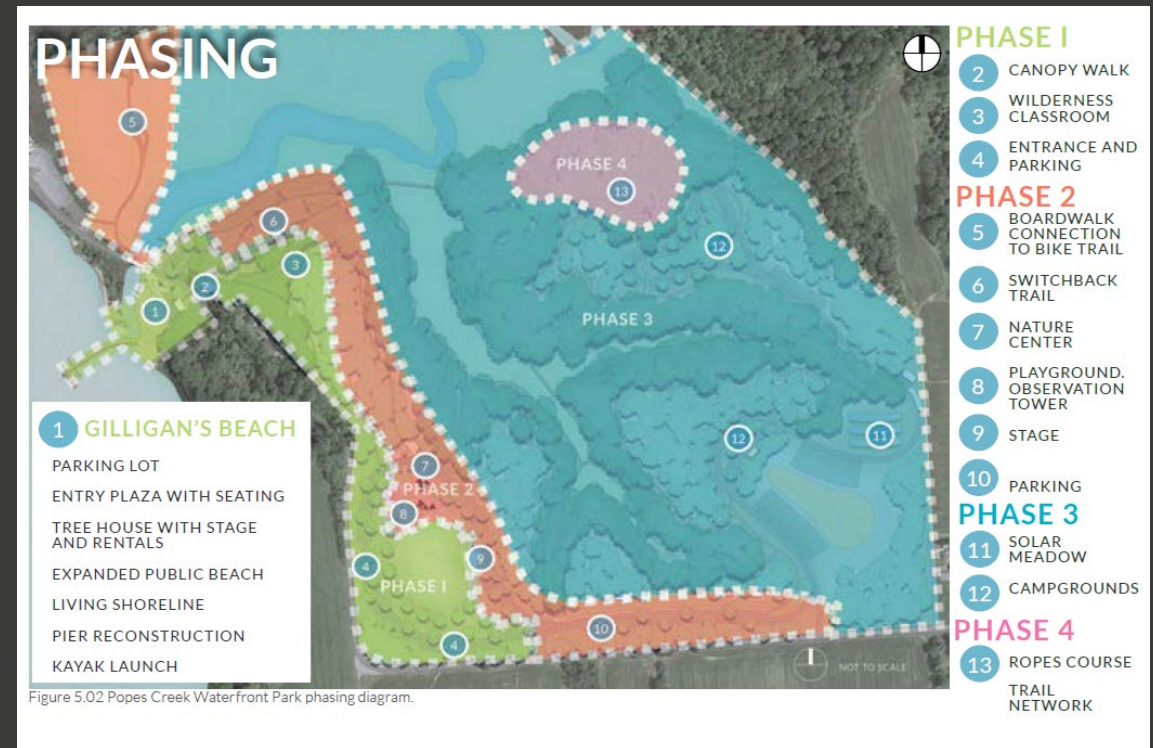 PHASING
5
6
3
2
1
PHASE 4
13
12
PHASE 3
12
11
7
PHASE 2
8
4
9
PHASE I
4
10
NOT TO SCALE
1 GILLIGAN'S BEACH
PARKING LOT
ENTRY PLAZA WITH SEATING
TREE HOUSE WITH STAGE
AND RENTALS
EXPANDED PUBLIC BEACH
LIVING SHORELINE
PIER RECONSTRUCTION
KAYAK LAUNCH
Figure 5.02 Popes Creek Waterfront Park phasing diagram.
PHASE I
2 CANOPY WALK
3 WILDERNESS
CLASSROOM
4 ENTRANCE AND
PARKING
PHASE 2
5 BOARDWALK
CONNECTION
TO BIKE TRAIL
6 SWITCHBACK
TRAIL
7 NATURE
CENTER
8 PLAYGROUND.
OBSERVATION
TOWER
9 STAGE
10 PARKING
PHASE 3
11 SOLAR
MEADOW
12 CAMPGROUNDS
PHASE 4
13 ROPES COURSE
TRAIL
NETWORK